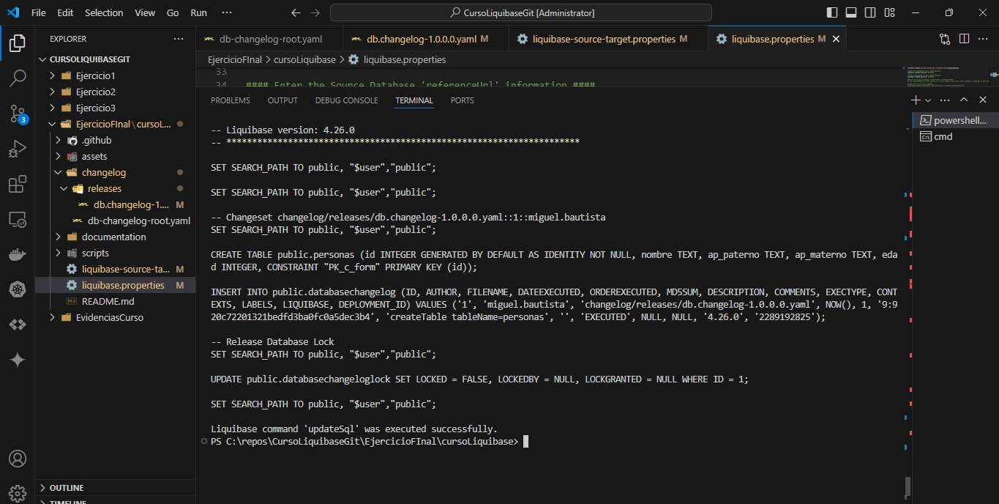 File Edit Selection View Go Run ··· CursoLiquibaseGit [Administrator]
EXPLORER ···
db-changelog-root.yaml
db.changelog-1.0.0.0.yaml M
liquibase-source-target.properties M
liquibase.properties M
CURSOLIQUIBASEGIT
Ejercicio1
Ejercicio2
Ejercicio3
EjercicioFInal\cursoL...
.github
assets
changelog
releases
db.changelog-1.... M
db-changelog-root.yaml
documentation
scripts
liquibase-source-ta... M
liquibase.properties M
README.md
EvidenciasCurso
OUTLINE
TIMELINE
3
EjercicioFInal > cursoLiquibase > liquibase.properties
33
34 #### Enter the Source Database 'referenceUrl' information ####
PROBLEMS OUTPUT DEBUG CONSOLE TERMINAL PORTS
powershell...
cmd
-- Liquibase version: 4.26.0
-- *********************************************************************
SET SEARCH_PATH TO public, "$user","public";
SET SEARCH_PATH TO public, "$user","public";
-- Changeset changelog/releases/db.changelog-1.0.0.0.yaml::1::miguel.bautista
SET SEARCH_PATH TO public, "$user","public";
CREATE TABLE public.personas (id INTEGER GENERATED BY DEFAULT AS IDENTITY NOT NULL, nombre TEXT, ap_paterno TEXT, ap_materno TEXT, eda
d INTEGER, CONSTRAINT "PK_c_form" PRIMARY KEY (id));
INSERT INTO public.databasechangelog (ID, AUTHOR, FILENAME, DATEEXECUTED, ORDEREXECUTED, MD5SUM, DESCRIPTION, COMMENTS, EXECTYPE, CONT
EXTS, LABELS, LIQUIBASE, DEPLOYMENT_ID) VALUES ('1', 'miguel.bautista', 'changelog/releases/db.changelog-1.0.0.0.yaml', NOW(), 1, '9:9
920c72201321bedfd3ba0fc0a5dec3b4', 'createTable tableName=personas', '', 'EXECUTED', NULL, NULL, '4.26.0', '2289192825');
-- Release Database Lock
SET SEARCH_PATH TO public, "$user","public";
UPDATE public.databasechangeloglock SET LOCKED = FALSE, LOCKEDBY = NULL, LOCKGRANTED = NULL WHERE ID = 1;
SET SEARCH_PATH TO public, "$user","public";
Liquibase command 'updateSql' was executed successfully.
PS C:\repos\CursoLiquibaseGit\EjercicioFInal\cursoLiquibase>